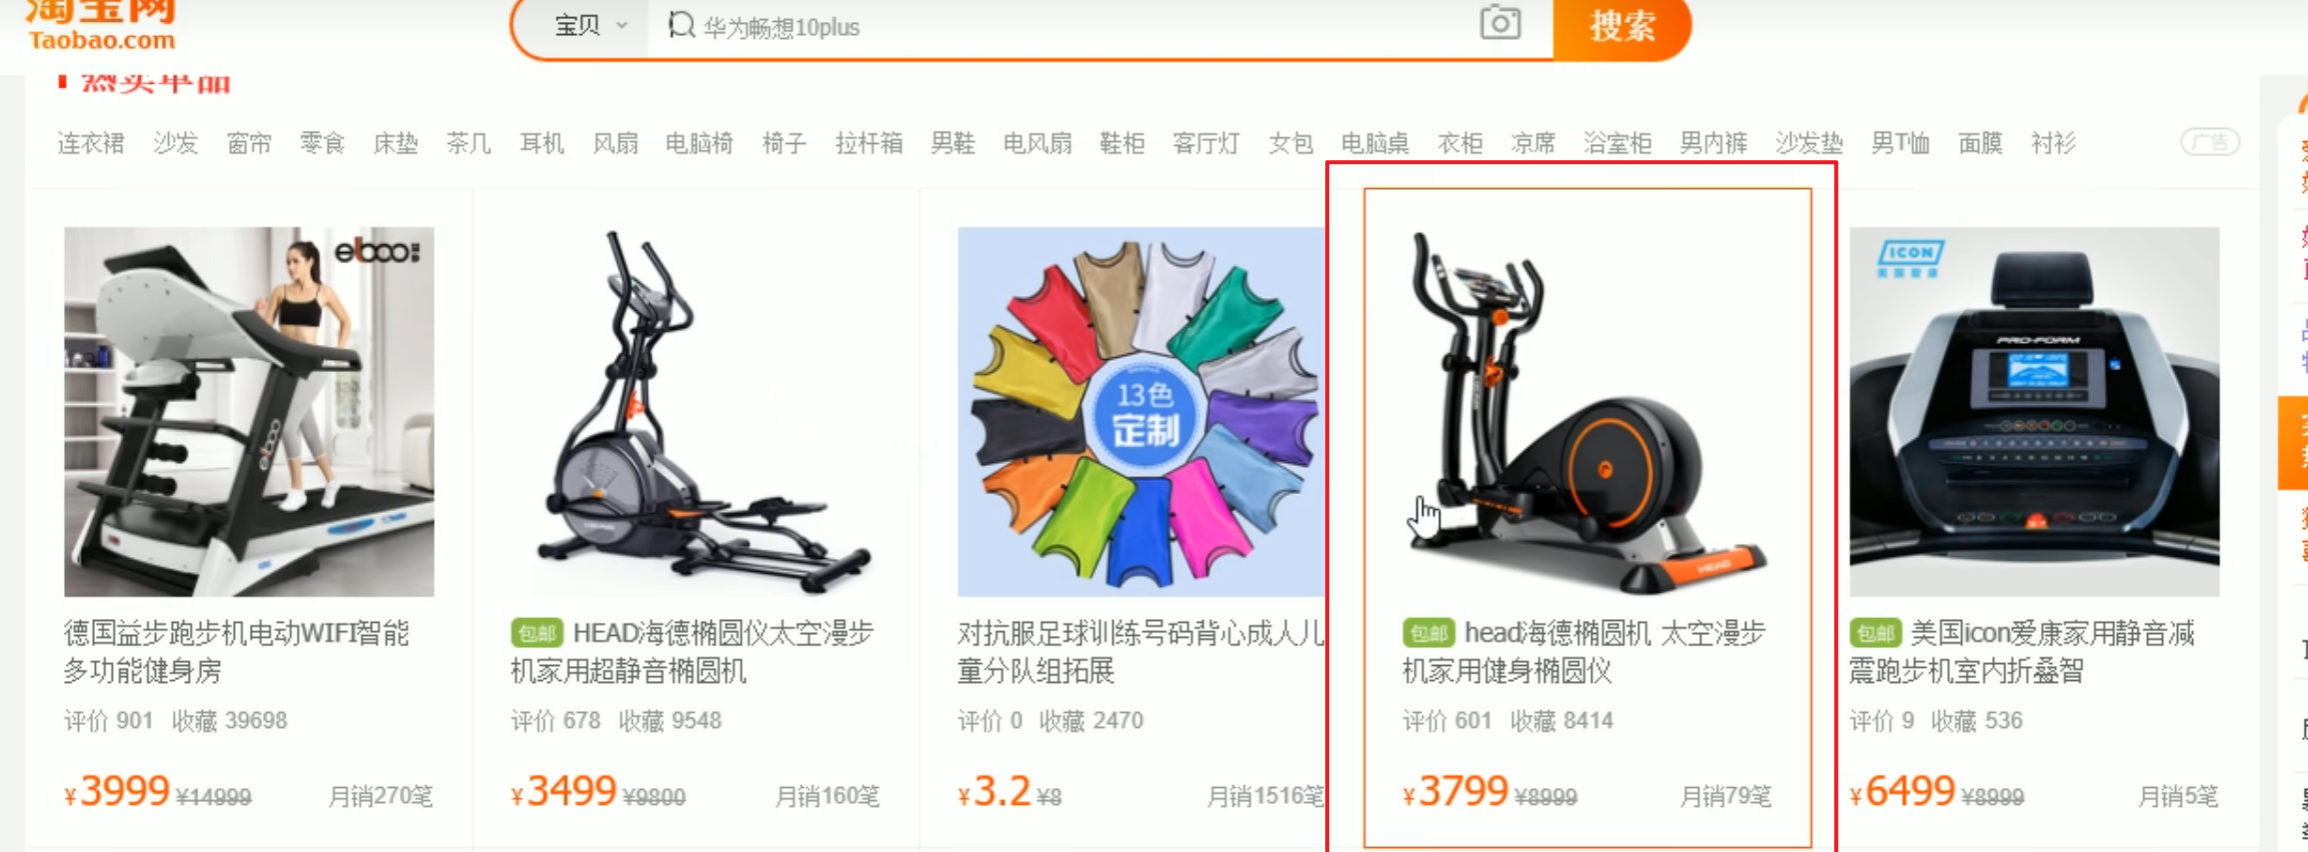 淘宝网
Taobao.com
宝贝 华为畅想10plus 搜索
热卖单品
连衣裙 沙发 窗帘 零食 床垫 茶几 耳机 风扇 电脑椅 椅子 拉杆箱 男鞋 电风扇 鞋柜 客厅灯 女包 电脑桌 衣柜 凉席 浴室柜 男内裤 沙发垫 男T恤 面膜 衬衫 广告
eboo
eboo
德国益步跑步机电动WIFI智能
多功能健身房
评价 901 收藏 39698
¥3999 ¥14999 月销270笔
HEAD
包邮 HEAD海德椭圆仪太空漫步
机家用超静音椭圆机
评价 678 收藏 9548
¥3499 ¥9800 月销160笔
13色
定制
对抗服足球训练号码背心成人儿
童分队组拓展
评价 0 收藏 2470
¥3.2 ¥8 月销1516笔
HEAD
包邮 head海德椭圆机 太空漫步
机家用健身椭圆仪
评价 601 收藏 8414
¥3799 ¥8999 月销79笔
ICON
美国爱康
PRO-FORM
包邮 美国icon爱康家用静音减
震跑步机室内折叠智
评价 9 收藏 536
¥6499 ¥8999 月销5笔